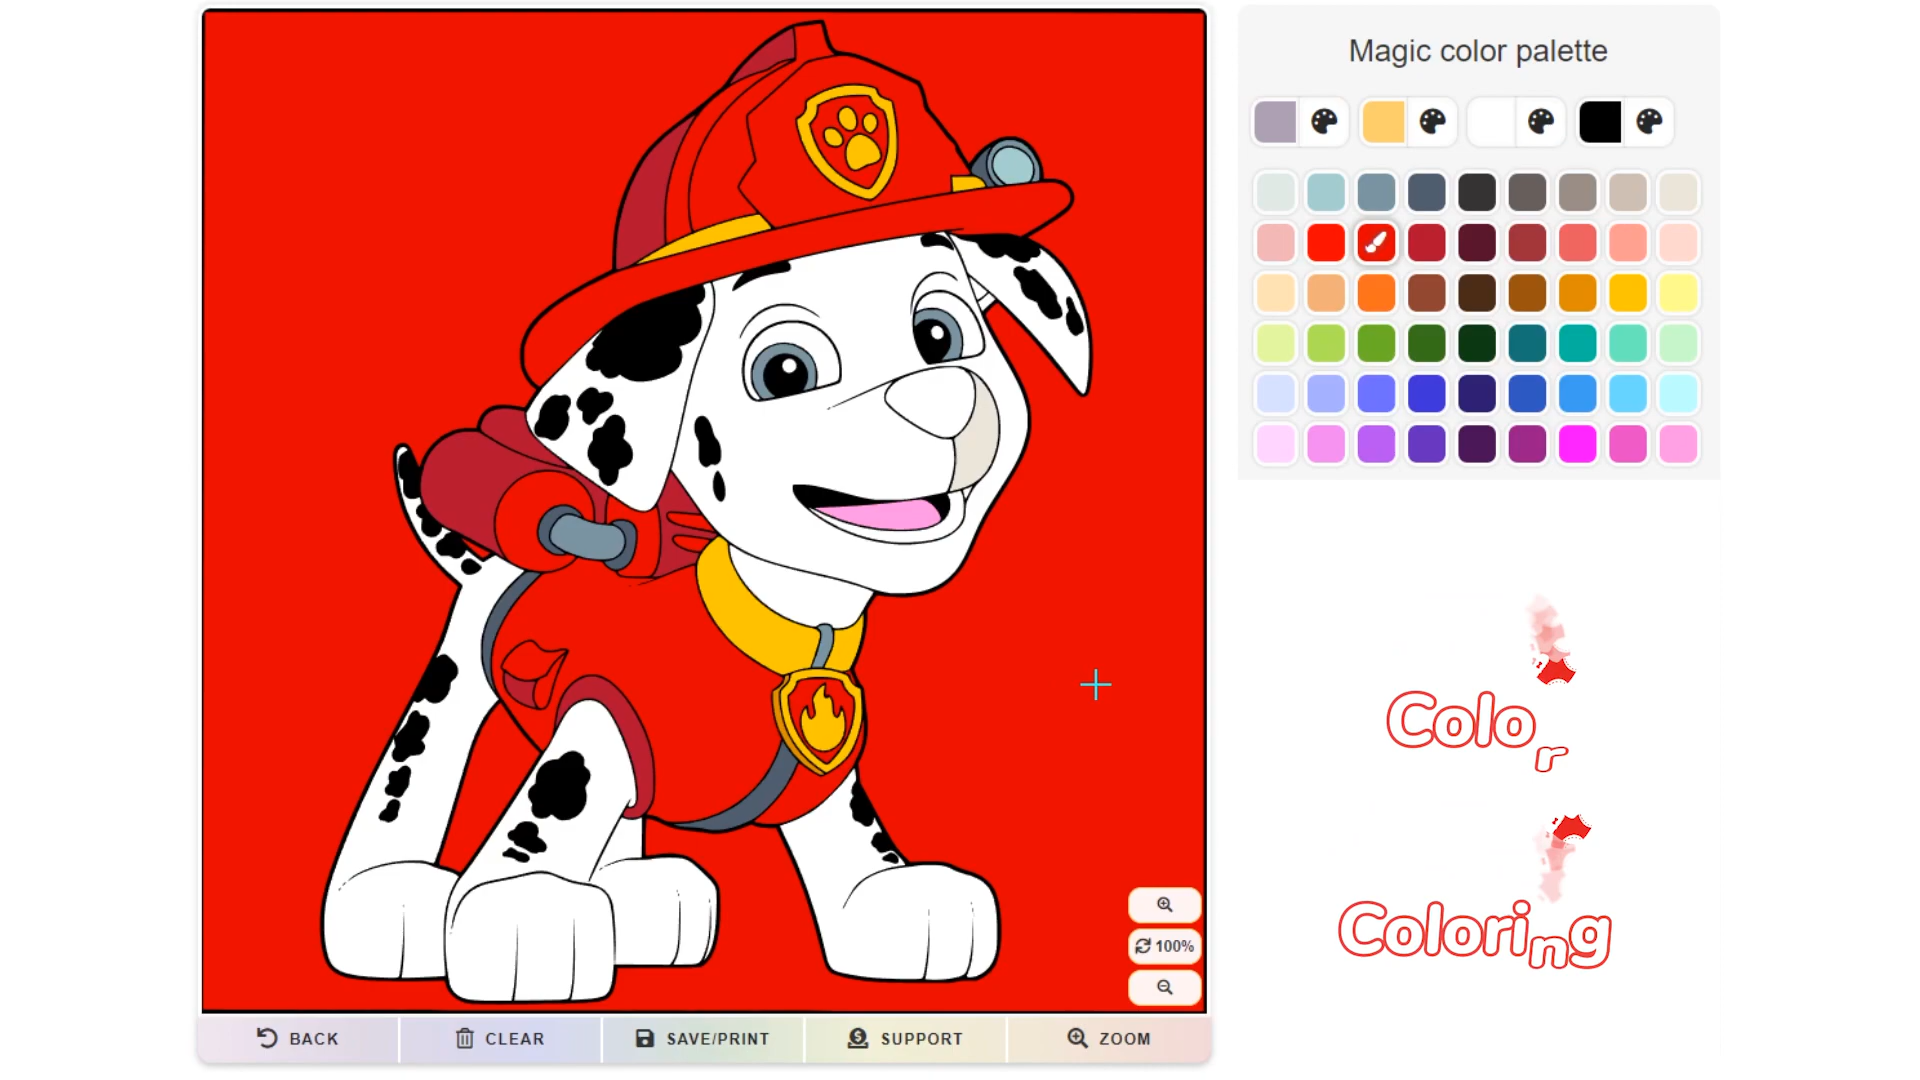 Magic color palette
Color
Coloring
100%
BACK
CLEAR
SAVE/PRINT
SUPPORT
ZOOM